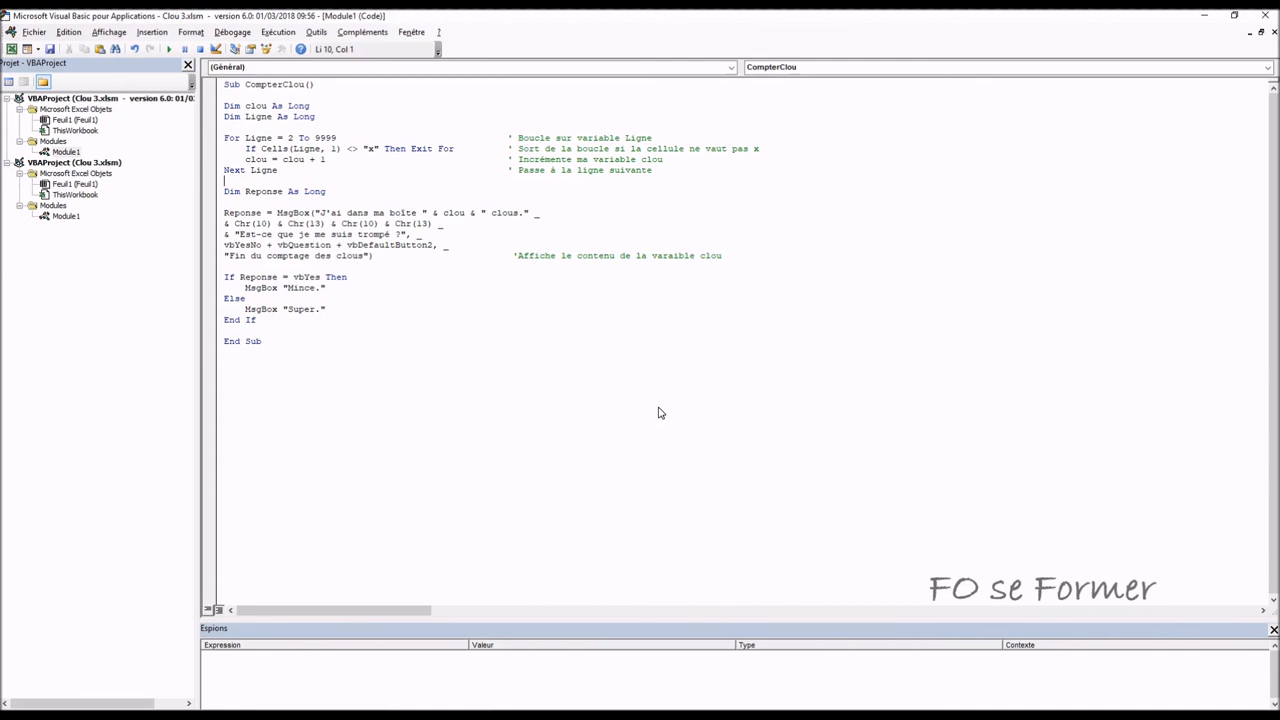 Microsoft Visual Basic pour Applications - Clou 3.xlsm - version 6.0: 01/03/2018 09:56 - [Module1 (Code)]
Fichier Edition Affichage Insertion Format Débogage Exécution Outils Compléments Fenêtre ?
Li 10, Col 1
Projet - VBAProject
(Général) CompterClou
VBAProject (Clou 3.xlsm - version 6.0: 01/0
Microsoft Excel Objets
Feuil1 (Feuil1)
ThisWorkbook
Modules
Module1
VBAProject (Clou 3.xlsm)
Microsoft Excel Objets
Feuil1 (Feuil1)
ThisWorkbook
Modules
Module1
Sub CompterClou()
Dim clou As Long
Dim Ligne As Long
For Ligne = 2 To 9999 ' Boucle sur variable Ligne
If Cells(Ligne, 1) <> "x" Then Exit For ' Sort de la boucle si la cellule ne vaut pas x
clou = clou + 1 ' Incrémente ma variable clou
Next Ligne ' Passe à la ligne suivante
Dim Reponse As Long
Reponse = MsgBox("J'ai dans ma boîte " & clou & " clous." _
& Chr(10) & Chr(13) & Chr(10) & Chr(13) _
& "Est-ce que je me suis trompé ?", _
vbYesNo + vbQuestion + vbDefaultButton2, _
"Fin du comptage des clous") 'Affiche le contenu de la varaible clou
If Reponse = vbYes Then
MsgBox "Mince."
Else
MsgBox "Super."
End If
End Sub
FO se Former
Espions
Expression Valeur Type Contexte